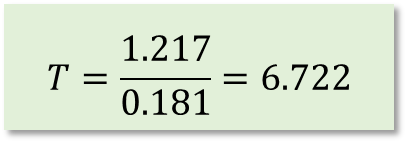 T = 1.217 / 0.181 = 6.722